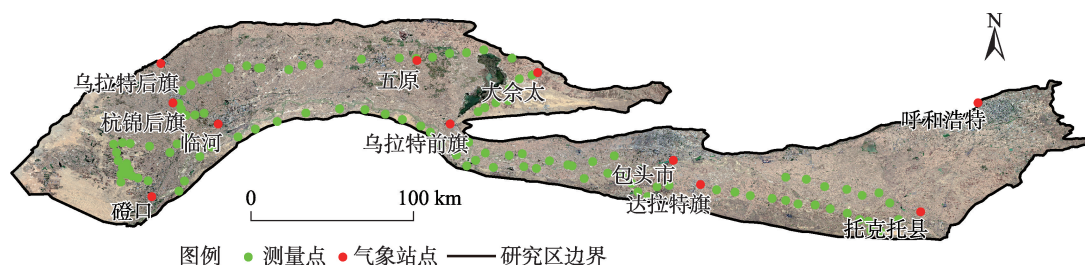 N
乌拉特后旗
五原
大佘太
杭锦后旗
临河
乌拉特前旗
呼和浩特
包头市
达拉特旗
磴口
托克托县
0 100 km
图例 测量点 气象站点 研究区边界